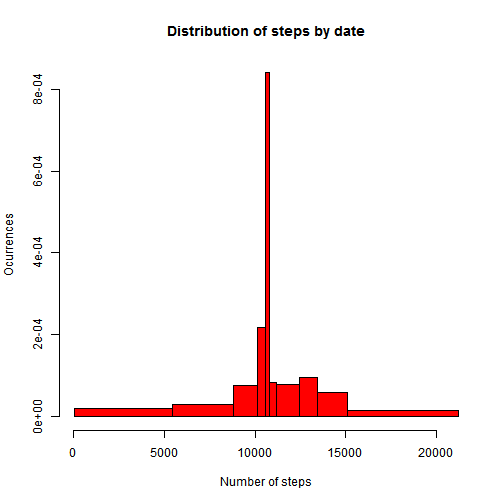 Distribution of steps by date
Ocurrences
8e-04
6e-04
4e-04
2e-04
0e+00
0 5000 10000 15000 20000
Number of steps